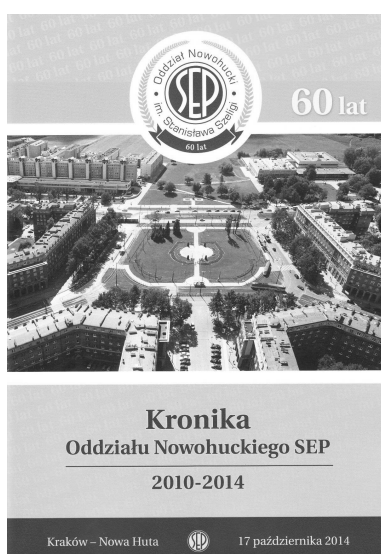 Oddział Nowohucki
SEP
im. Stanisława Szeligi
60 lat
60 lat
Kronika
Oddziału Nowohuckiego SEP
2010-2014
Kraków – Nowa Huta
SEP
17 października 2014